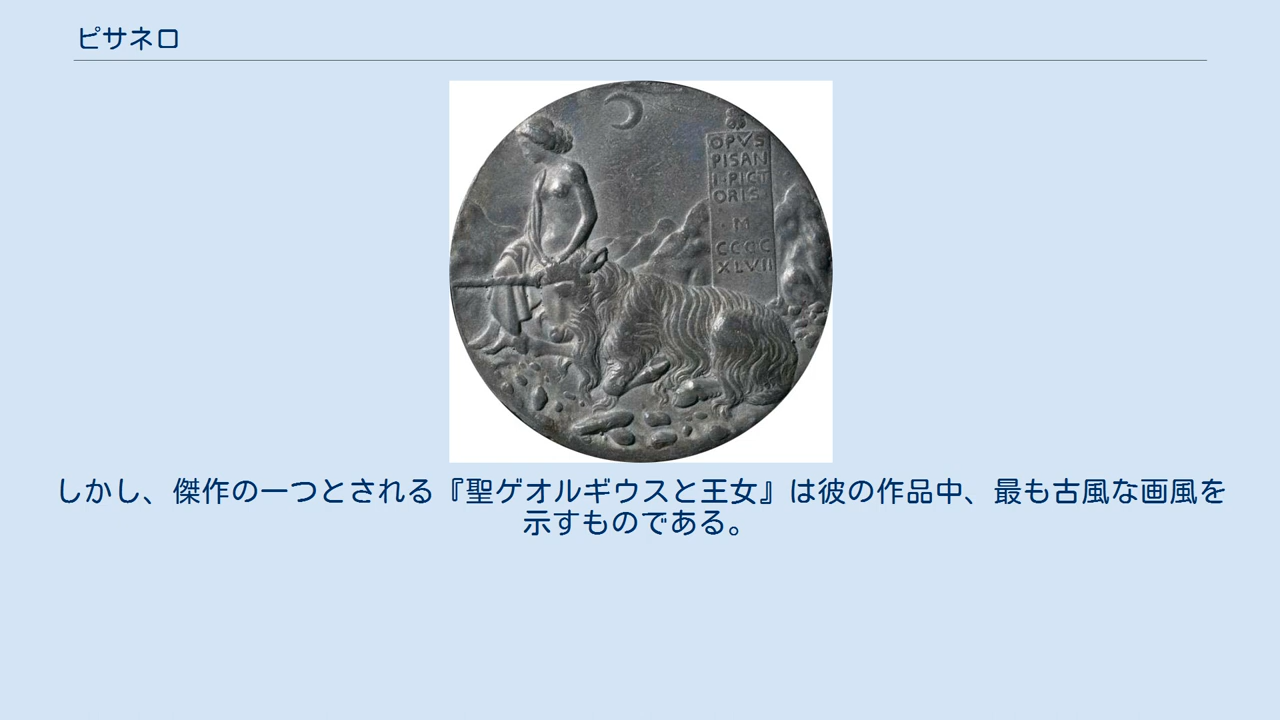 ピサネロ
OPVS
PISAN
I·PICT
ORIS
·M·
CCCC
XLVII
しかし、傑作の一つとされる『聖ゲオルギウスと王女』は彼の作品中、最も古風な画風を
示すものである。